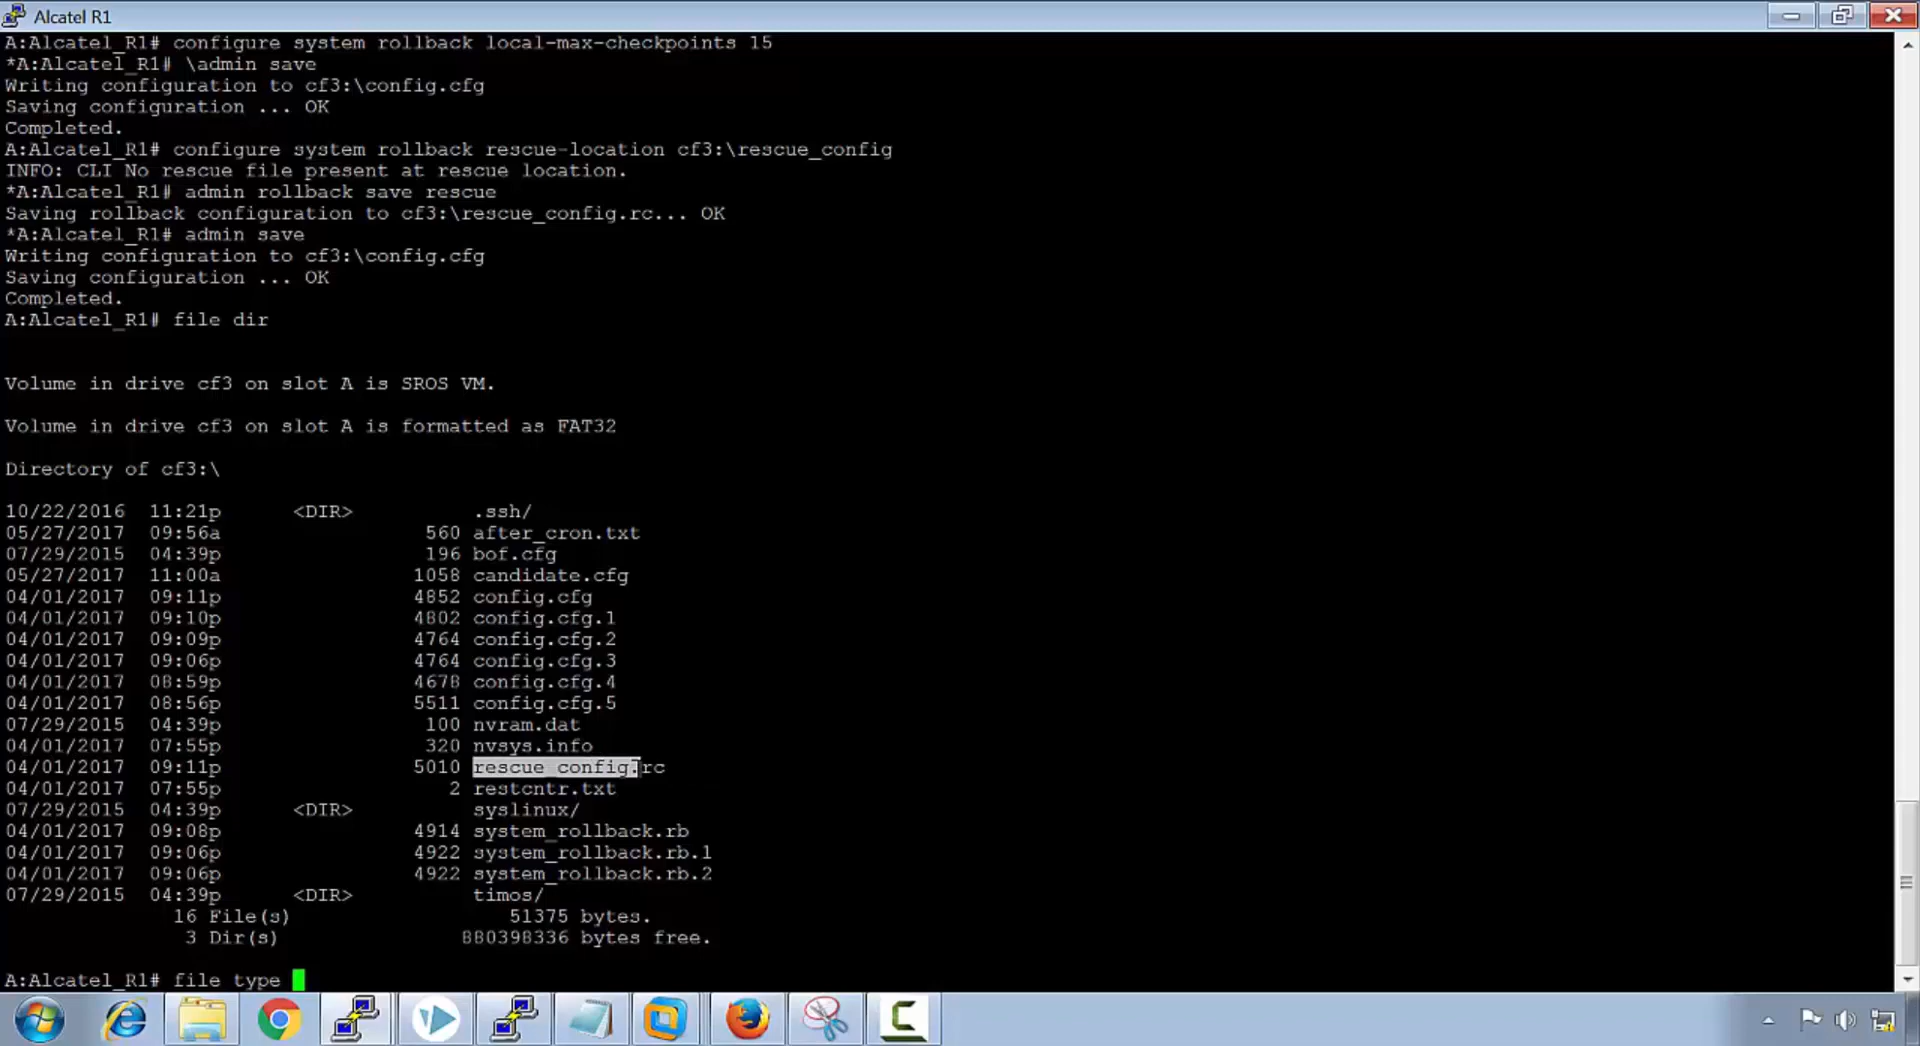 Alcatel R1
A:Alcatel_R1# configure system rollback local-max-checkpoints 15
*A:Alcatel_R1# \admin save
Writing configuration to cf3:\config.cfg
Saving configuration ... OK
Completed.
A:Alcatel_R1# configure system rollback rescue-location cf3:\rescue_config
INFO: CLI No rescue file present at rescue location.
*A:Alcatel_R1# admin rollback save rescue
Saving rollback configuration to cf3:\rescue_config.rc... OK
*A:Alcatel_R1# admin save
Writing configuration to cf3:\config.cfg
Saving configuration ... OK
Completed.
A:Alcatel_R1# file dir
Volume in drive cf3 on slot A is SROS VM.
Volume in drive cf3 on slot A is formatted as FAT32
Directory of cf3:\
10/22/2016 11:21p <DIR> .ssh/
05/27/2017 09:56a 560 after_cron.txt
07/29/2015 04:39p 196 bof.cfg
05/27/2017 11:00a 1058 candidate.cfg
04/01/2017 09:11p 4852 config.cfg
04/01/2017 09:10p 4802 config.cfg.1
04/01/2017 09:09p 4764 config.cfg.2
04/01/2017 09:06p 4764 config.cfg.3
04/01/2017 08:59p 4678 config.cfg.4
04/01/2017 08:56p 5511 config.cfg.5
07/29/2015 04:39p 100 nvram.dat
04/01/2017 07:55p 320 nvsys.info
04/01/2017 09:11p 5010 rescue_config.rc
04/01/2017 07:55p 2 restcntr.txt
07/29/2015 04:39p <DIR> syslinux/
04/01/2017 09:08p 4914 system_rollback.rb
04/01/2017 09:06p 4922 system_rollback.rb.1
04/01/2017 09:06p 4922 system_rollback.rb.2
07/29/2015 04:39p <DIR> timos/
16 File(s) 51375 bytes.
3 Dir(s) 880398336 bytes free.
A:Alcatel_R1# file type